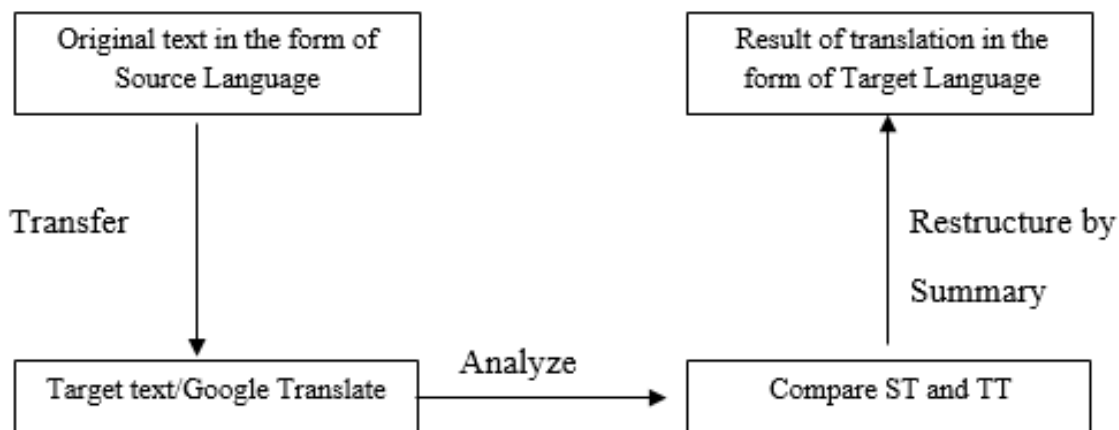 Original text in the form of
Source Language
Result of translation in the
form of Target Language
Transfer
Restructure by
Summary
Target text/Google Translate
Analyze
Compare ST and TT